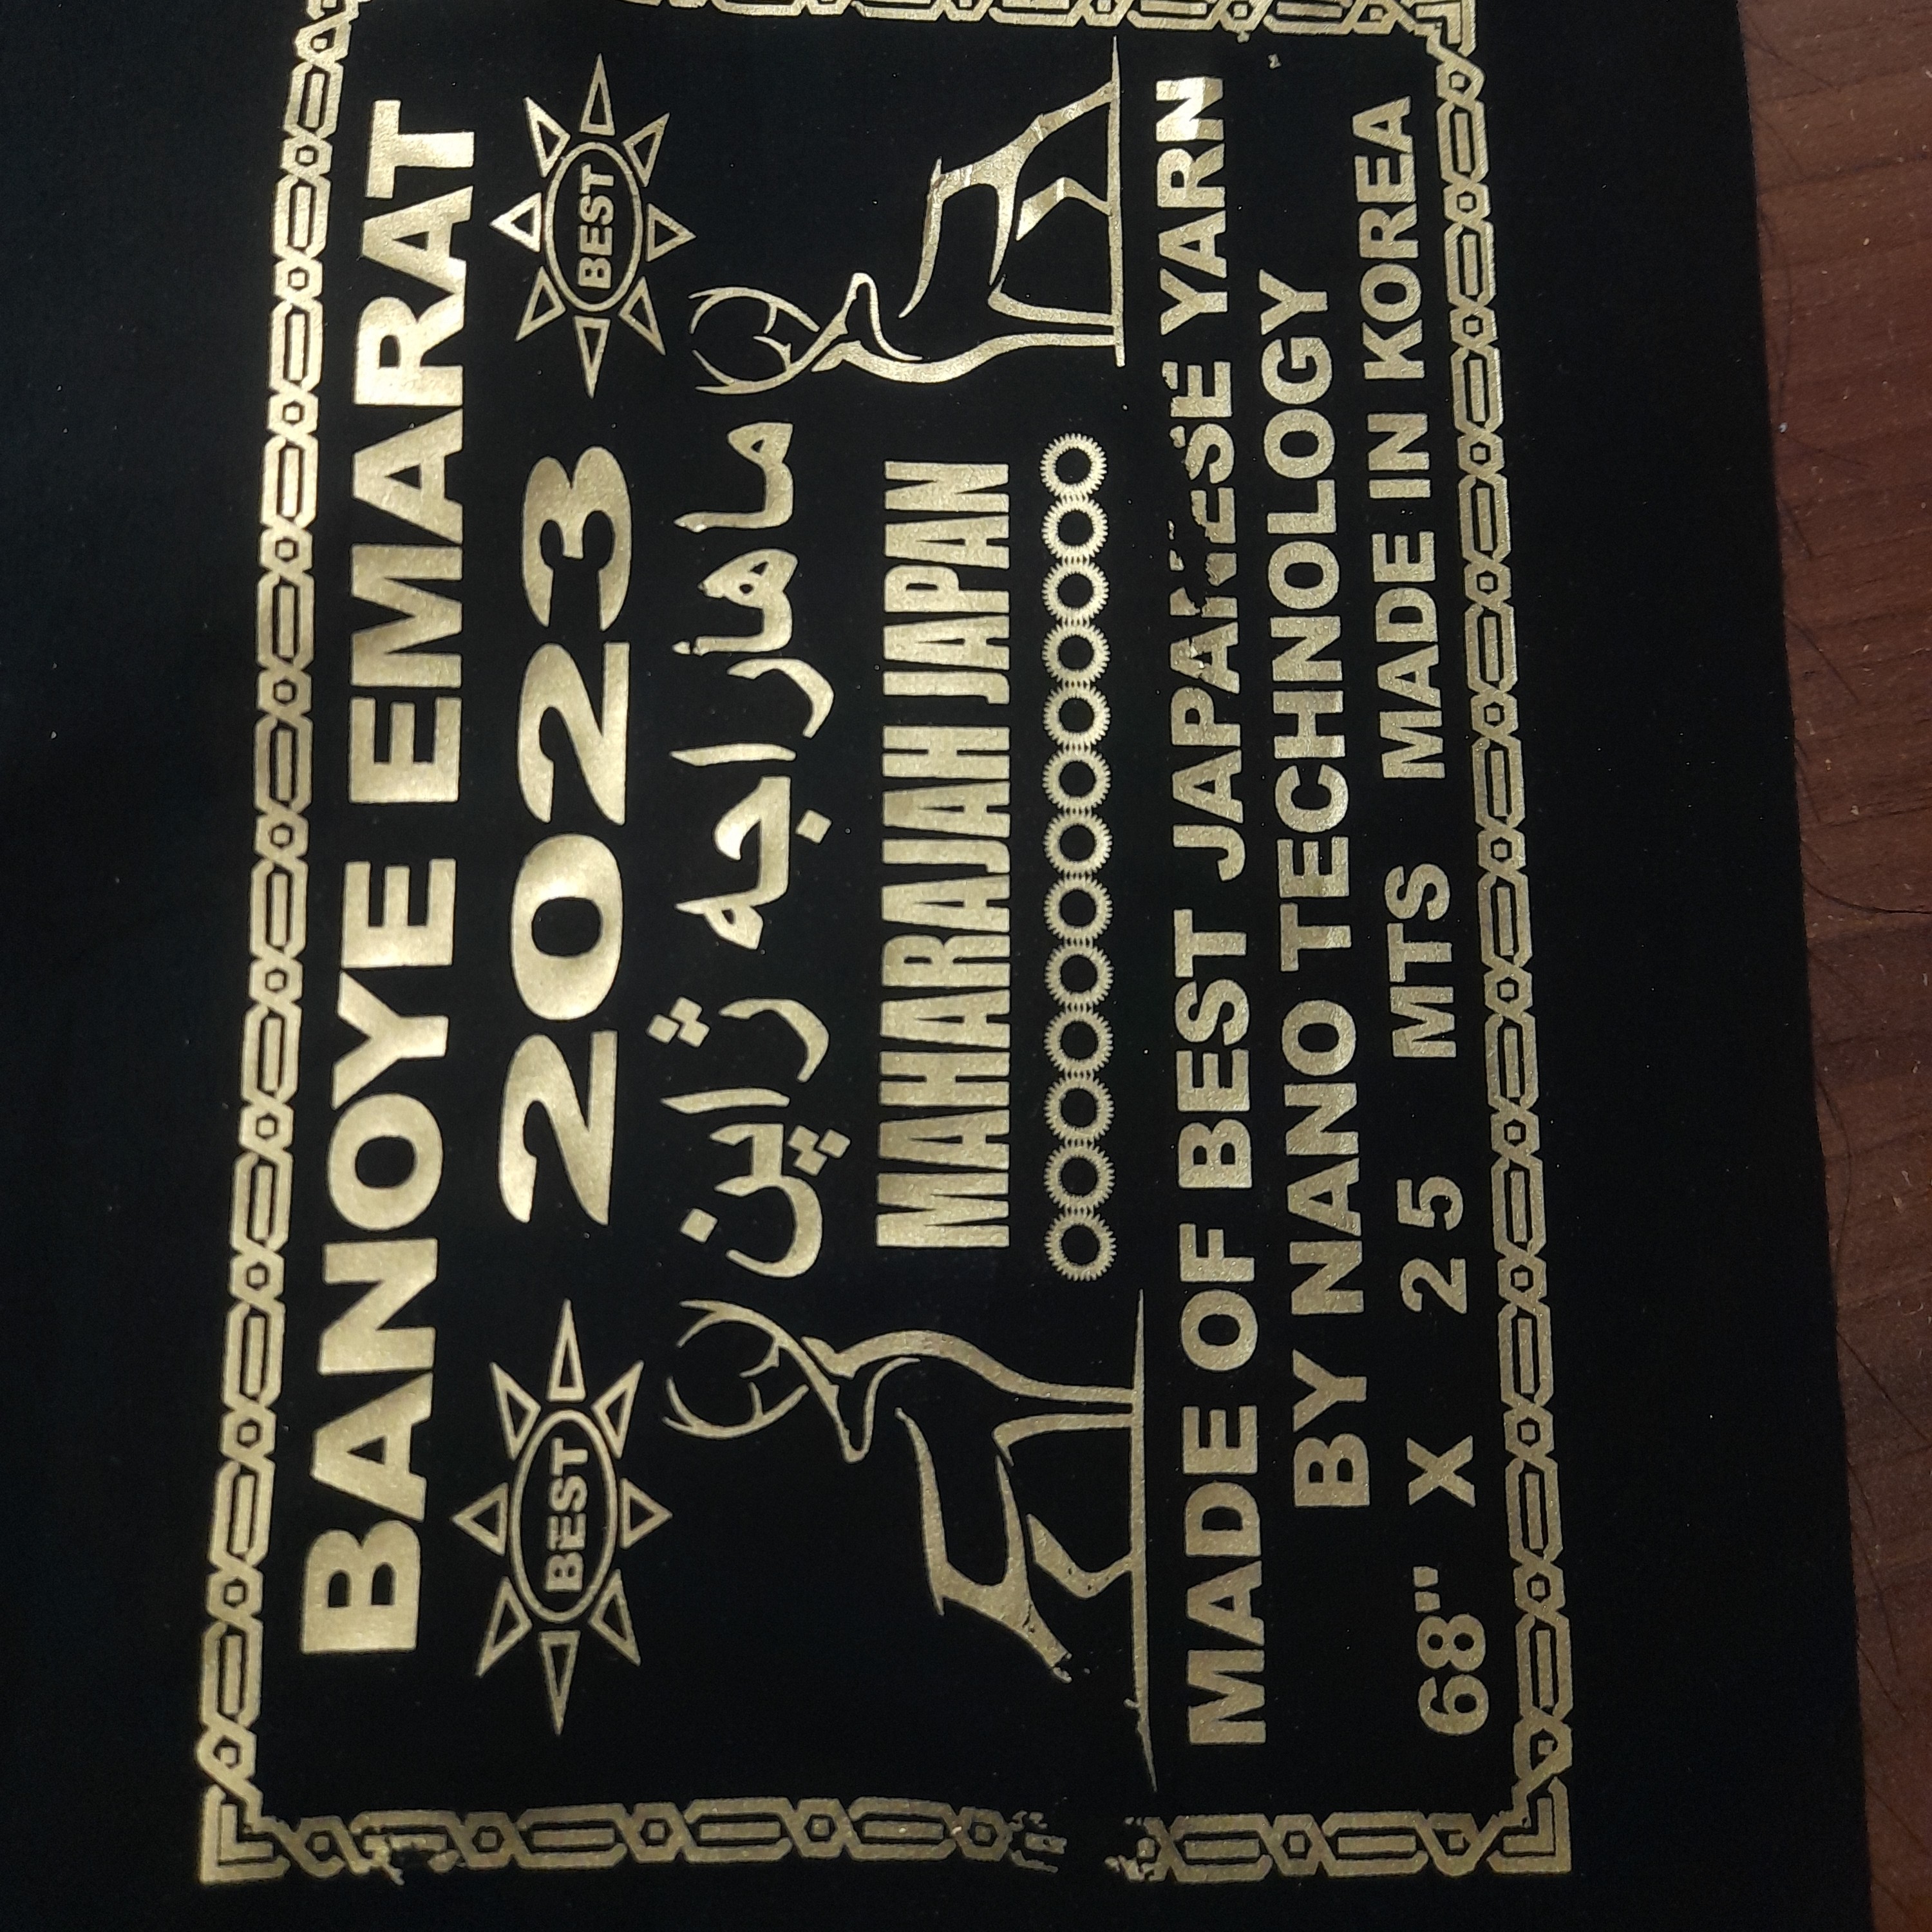 BANOYE EMARAT
BEST 2023 BEST
ماهاراجه ژاپن
MAHARAJAH JAPAN
MADE OF BEST JAPANESE YARN
BY NANO TECHNOLOGY
68" X 25 MTS MADE IN KOREA